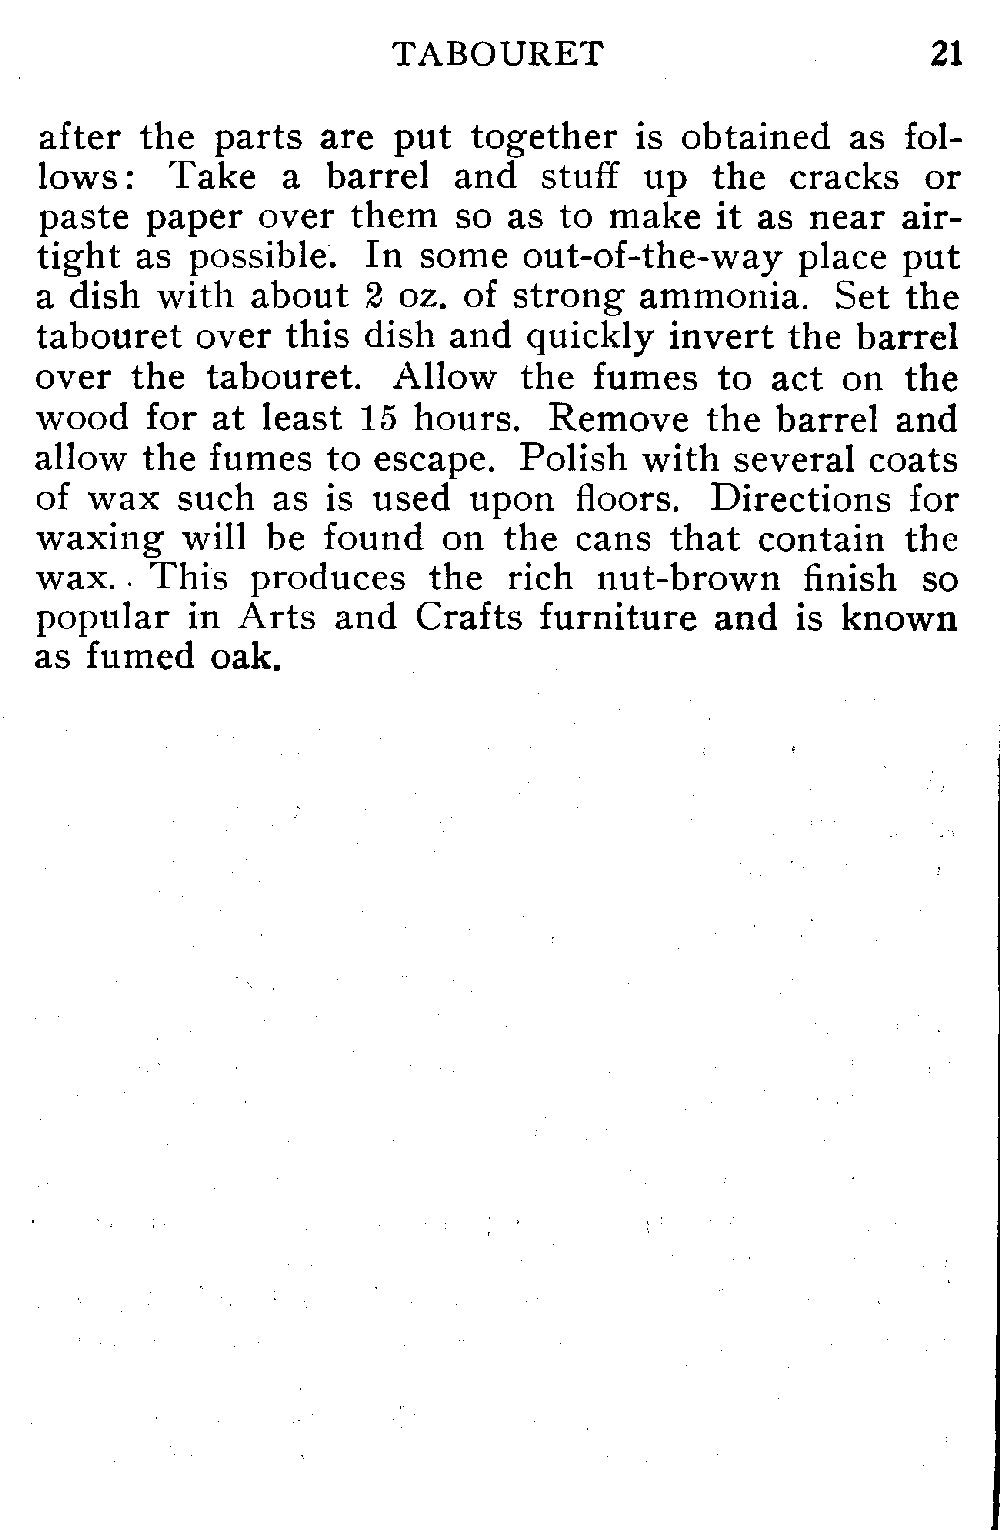 TABOURET 21
after the parts are put together is obtained as fol-
lows: Take a barrel and stuff up the cracks or
paste paper over them so as to make it as near air-
tight as possible. In some out-of-the-way place put
a dish with about 2 oz. of strong ammonia. Set the
tabouret over this dish and quickly invert the barrel
over the tabouret. Allow the fumes to act on the
wood for at least 15 hours. Remove the barrel and
allow the fumes to escape. Polish with several coats
of wax such as is used upon floors. Directions for
waxing will be found on the cans that contain the
wax. This produces the rich nut-brown finish so
popular in Arts and Crafts furniture and is known
as fumed oak.